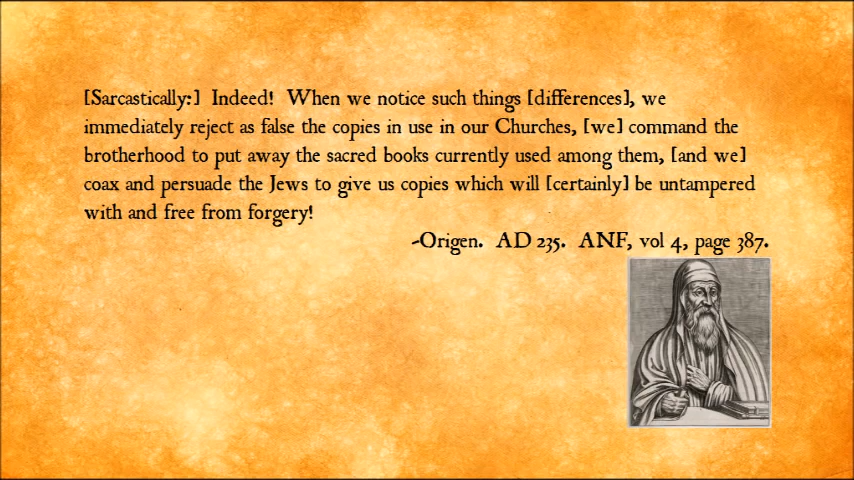 [Sarcastically:] Indeed! When we notice such things [differences], we
immediately reject as false the copies in use in our Churches, [we] command the
brotherhood to put away the sacred books currently used among them, [and we]
coax and persuade the Jews to give us copies which will [certainly] be untampered
with and free from forgery!
-Origen. AD 235. ANF, vol 4, page 387.